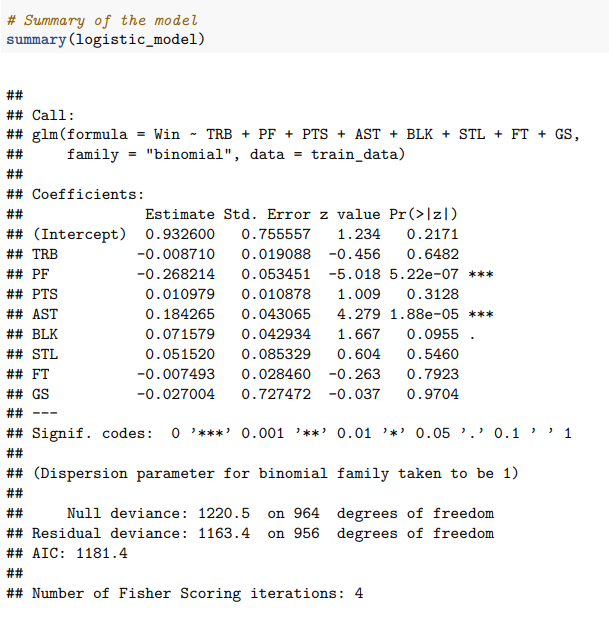 # Summary of the model
summary(logistic_model)
##
## Call:
## glm(formula = Win ~ TRB + PF + PTS + AST + BLK + STL + FT + GS,
##     family = "binomial", data = train_data)
##
## Coefficients:
##              Estimate Std. Error z value Pr(>|z|)
## (Intercept)  0.932600   0.755557   1.234   0.2171
## TRB         -0.008710   0.019088  -0.456   0.6482
## PF          -0.268214   0.053451  -5.018 5.22e-07 ***
## PTS          0.010979   0.010878   1.009   0.3128
## AST          0.184265   0.043065   4.279 1.88e-05 ***
## BLK          0.071579   0.042934   1.667   0.0955 .
## STL          0.051520   0.085329   0.604   0.5460
## FT          -0.007493   0.028460  -0.263   0.7923
## GS          -0.027004   0.727472  -0.037   0.9704
## ---
## Signif. codes:  0 ’***’ 0.001 ’**’ 0.01 ’*’ 0.05 ’.’ 0.1 ’ ’ 1
##
## (Dispersion parameter for binomial family taken to be 1)
##
##     Null deviance: 1220.5  on 964  degrees of freedom
## Residual deviance: 1163.4  on 956  degrees of freedom
## AIC: 1181.4
##
## Number of Fisher Scoring iterations: 4